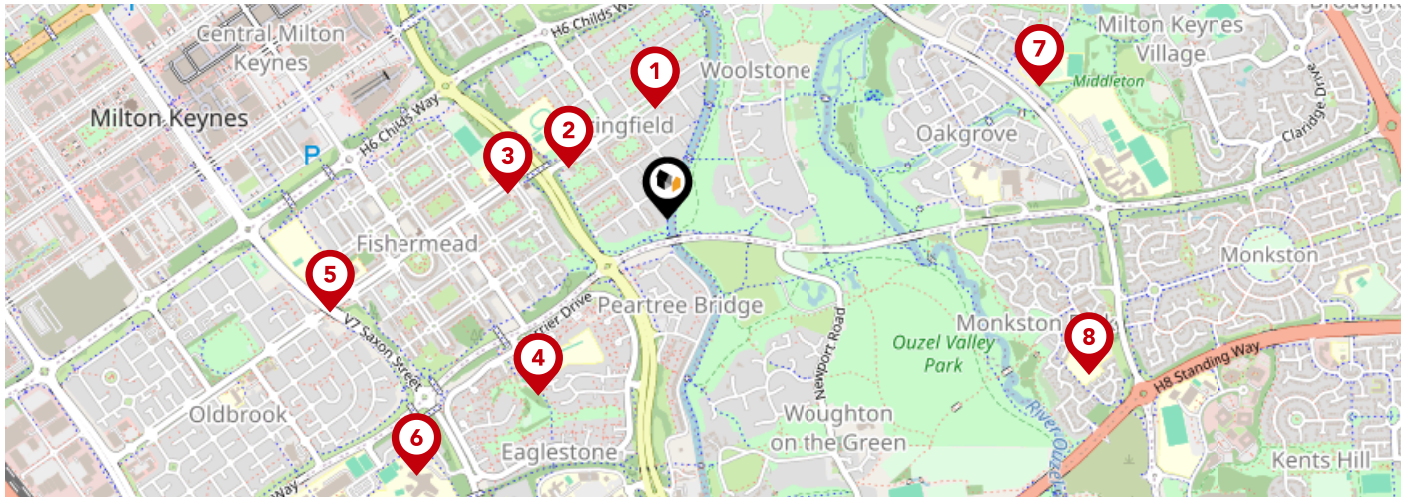 Central Milton
Keynes
Milton Keynes
H6 Childs Way
H6 Childs
P
1
2
3
4
5
6
7
8
ingfield
Woolstone
Milton Keynes
Village
Middleton
Oakgrove
Claridge Drive
Fishermead
Peartree Bridge
Monkston
Monkston
V7 Saxon Street
Newport Road
Ouzel Valley
Park
H8 Standing Way
Oldbrook
Eaglestone
Woughton
on the Green
River Ouzel
Kents Hill
Way